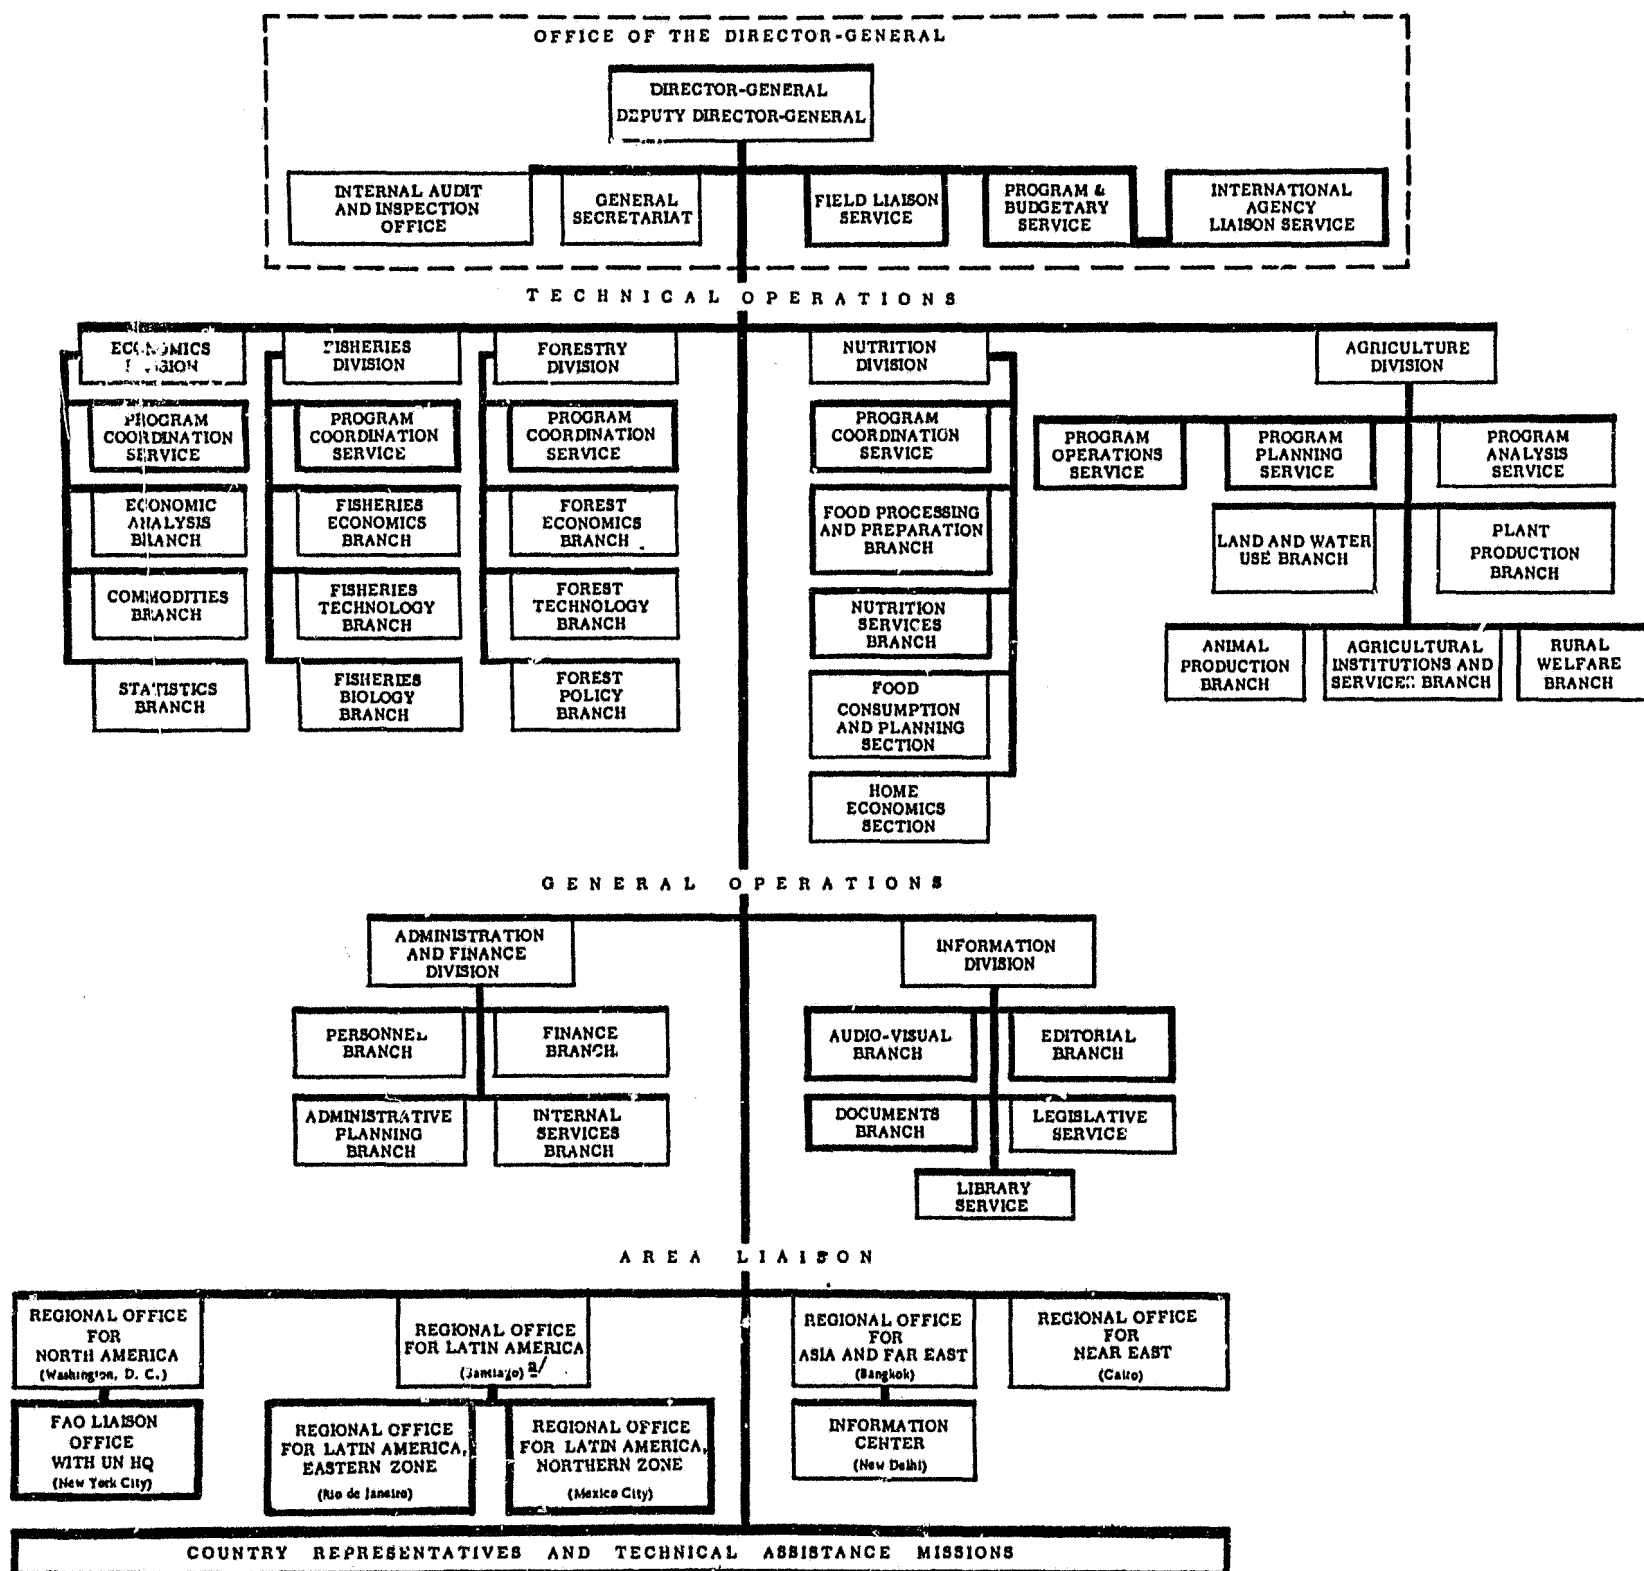 OFFICE OF THE DIRECTOR-GENERAL
DIRECTOR-GENERAL
DEPUTY DIRECTOR-GENERAL
INTERNAL AUDIT
AND INSPECTION
OFFICE
GENERAL
SECRETARIAT
FIELD LIAISON
SERVICE
PROGRAM &
BUDGETARY
SERVICE
INTERNATIONAL
AGENCY
LIAISON SERVICE
TECHNICAL OPERATIONS
ECONOMICS
DIVISION
PROGRAM
COORDINATION
SERVICE
ECONOMIC
ANALYSIS
BRANCH
COMMODITIES
BRANCH
STATISTICS
BRANCH
FISHERIES
DIVISION
PROGRAM
COORDINATION
SERVICE
FISHERIES
ECONOMICS
BRANCH
FISHERIES
TECHNOLOGY
BRANCH
FISHERIES
BIOLOGY
BRANCH
FORESTRY
DIVISION
PROGRAM
COORDINATION
SERVICE
FOREST
ECONOMICS
BRANCH
FOREST
TECHNOLOGY
BRANCH
FOREST
POLICY
BRANCH
NUTRITION
DIVISION
PROGRAM
COORDINATION
SERVICE
FOOD PROCESSING
AND PREPARATION
BRANCH
NUTRITION
SERVICES
BRANCH
FOOD
CONSUMPTION
AND PLANNING
SECTION
HOME
ECONOMICS
SECTION
AGRICULTURE
DIVISION
PROGRAM
OPERATIONS
SERVICE
PROGRAM
PLANNING
SERVICE
PROGRAM
ANALYSIS
SERVICE
LAND AND WATER
USE BRANCH
PLANT
PRODUCTION
BRANCH
ANIMAL
PRODUCTION
BRANCH
AGRICULTURAL
INSTITUTIONS AND
SERVICES BRANCH
RURAL
WELFARE
BRANCH
GENERAL OPERATIONS
ADMINISTRATION
AND FINANCE
DIVISION
PERSONNEL
BRANCH
FINANCE
BRANCH
ADMINISTRATIVE
PLANNING
BRANCH
INTERNAL
SERVICES
BRANCH
INFORMATION
DIVISION
AUDIO-VISUAL
BRANCH
EDITORIAL
BRANCH
DOCUMENTS
BRANCH
LEGISLATIVE
SERVICE
LIBRARY
SERVICE
AREA LIAISON
REGIONAL OFFICE
FOR
NORTH AMERICA
(Washington, D. C.)
FAO LIAISON
OFFICE
WITH UN HQ
(New York City)
REGIONAL OFFICE
FOR LATIN AMERICA
(Santiago) a/
REGIONAL OFFICE
FOR LATIN AMERICA,
EASTERN ZONE
(Rio de Janeiro)
REGIONAL OFFICE
FOR LATIN AMERICA,
NORTHERN ZONE
(Mexico City)
REGIONAL OFFICE
FOR
ASIA AND FAR EAST
(Bangkok)
INFORMATION
CENTER
(New Delhi)
REGIONAL OFFICE
FOR
NEAR EAST
(Cairo)
COUNTRY REPRESENTATIVES AND TECHNICAL ASSISTANCE MISSIONS